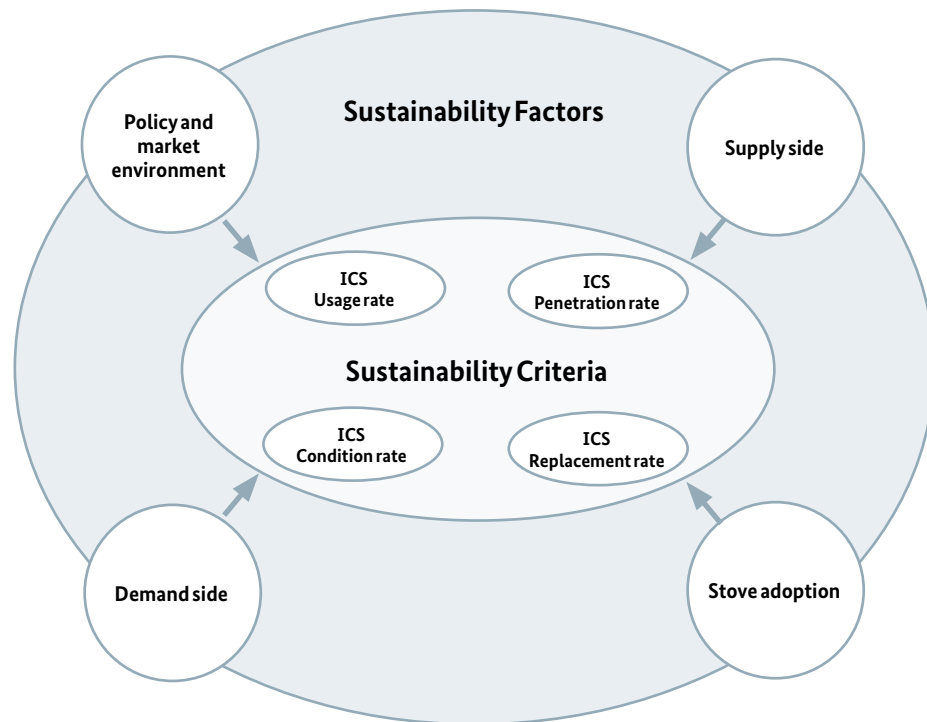 Sustainability Factors
Policy and
market
environment
Supply side
ICS
Usage rate
ICS
Penetration rate
Sustainability Criteria
ICS
Condition rate
ICS
Replacement rate
Demand side
Stove adoption